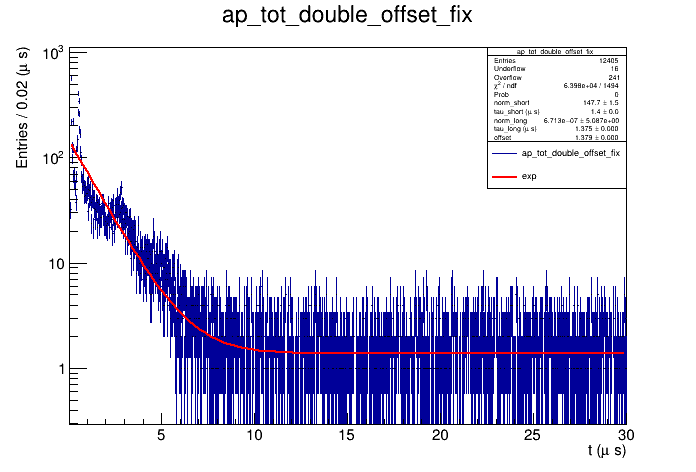 ap_tot_double_offset_fix
Entries / 0.02 (μ s)
10³
10²
10
1
5
10
15
20
25
30
t (μ s)
ap_tot_double_offset_fix
Entries 12405
Underflow 16
Overflow 241
χ² / ndf 6.398e+04 / 1494
Prob 0
norm_short 147.7 ± 1.5
tau_short (μ s) 1.4 ± 0.0
norm_long 6.713e−07 ± 5.087e+00
tau_long (μ s) 1.375 ± 0.000
offset 1.379 ± 0.000
ap_tot_double_offset_fix
exp